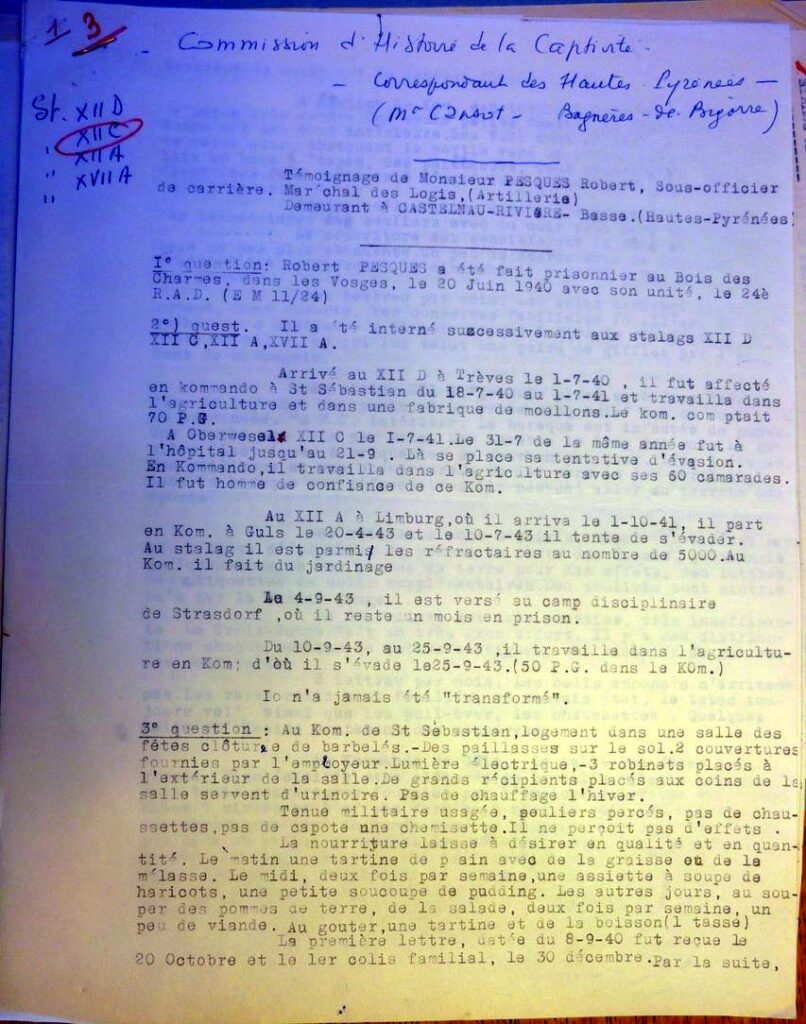 1 3
- Commission d'Histoire de la Captivité -
- Correspondant des Hautes Pyrénées -
(Mr Cansot - Bagnères-de-Bigorre)
St. XII D
" XII C
" XII A
" XVII A
Témoignage de Monsieur PESQUES Robert, Sous-officier
de carrière. Mar'chal des Logis,(Artillerie)
Demeurant à CASTELNAU-RIVIERE- Basse.(Hautes-Pyrénées)
I° question: Robert PESQUES a 'té fait prisonnier au Bois des
Charmes, dans les Vosges, le 20 Juin 1940 avec son unité, le 24è
R.A.D. (E M 11/24)
2°) quest. Il a 'té interné successivement aux stalags XII D
XII C,XII A,XVII A.
Arrivé au XII D à Trèves le 1-7-40 , il fut affecté
en kommando à St Sébastian du 18-7-40 au 1-7-41 et travailla dans
l'agriculture et dans une fabrique de moellons.Le kom. com ptait
70 P.G.
A Oberwesel XII C le I-7-41.Le 31-7 de la même année fut à
l'hôpital jusqu'au 21-9 . Là se place sa tentative d'évasion.
En Kommando,il travailla dans l'agriculture avec ses 60 camarades.
Il fut homme de confiance de ce Kom.
Au XII A à Limburg,où il arriva le 1-10-41, il part
en Kom. à Guls le 20-4-43 et le 10-7-43 il tente de s'évader.
Au stalag il est parmi les réfractaires au nombre de 5000.Au
Kom. il fait du jardinage
Le 4-9-43 , il est versé au camp disciplinaire
de Strasdorf ,où il reste un mois en prison.
Du 10-9-43, au 25-9-43 ,il travaille dans l'agricultu-
re en Kom: d'où il s'évade le25-9-43.(50 P.G. dans le KOm.)
Io n'a jamais 'té "transformé".
3° question : Au Kom. de St Sébastian,logement dans une salle des
fêtes clôturée de barbelés.-Des paillasses sur le sol.2 couvertures
fournies par l'employeur.Lumière électrique,-3 robinets placés à
l'extérieur de la salle.De grands récipients placés aux coins de la
salle servent d'urinoirs. Pas de chauffage l'hiver.
Tenue militaire usagée, souliers percés, pas de chau-
ssettes,pas de capote une chemisette.Il ne perçoit pas d'effets .
La nourriture laisse à désirer en qualité et en quan-
tité. Le matin une tartine de p ain avec de la graisse ou de la
m'lasse. Le midi, deux fois par semaine,une assiette à soupe de
haricots, une petite soucoupe de pudding. Les autres jours, au sou-
per des pommes de terre, de la salade, deux fois par semaine, un
peu de viande. Au gouter,une tartine et de la boisson(1 tasse)
La première lettre, datée du 8-9-40 fut reçue le
20 Octobre et le 1er colis familial, le 30 décembre.Par la suite,